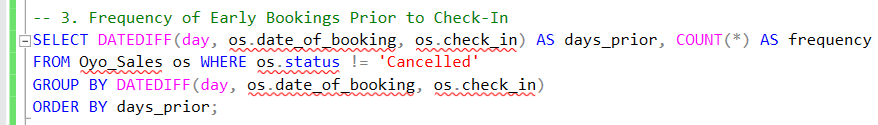 -- 3. Frequency of Early Bookings Prior to Check-In
SELECT DATEDIFF(day, os.date_of_booking, os.check_in) AS days_prior, COUNT(*) AS frequency
FROM Oyo_Sales os WHERE os.status != 'Cancelled'
GROUP BY DATEDIFF(day, os.date_of_booking, os.check_in)
ORDER BY days_prior;